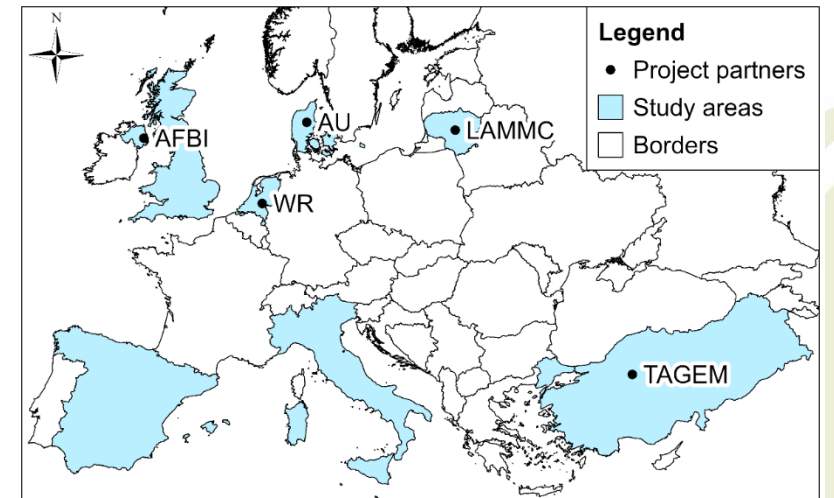 N
Legend
Project partners
Study areas
Borders
AU
LAMMC
AFBI
WR
TAGEM